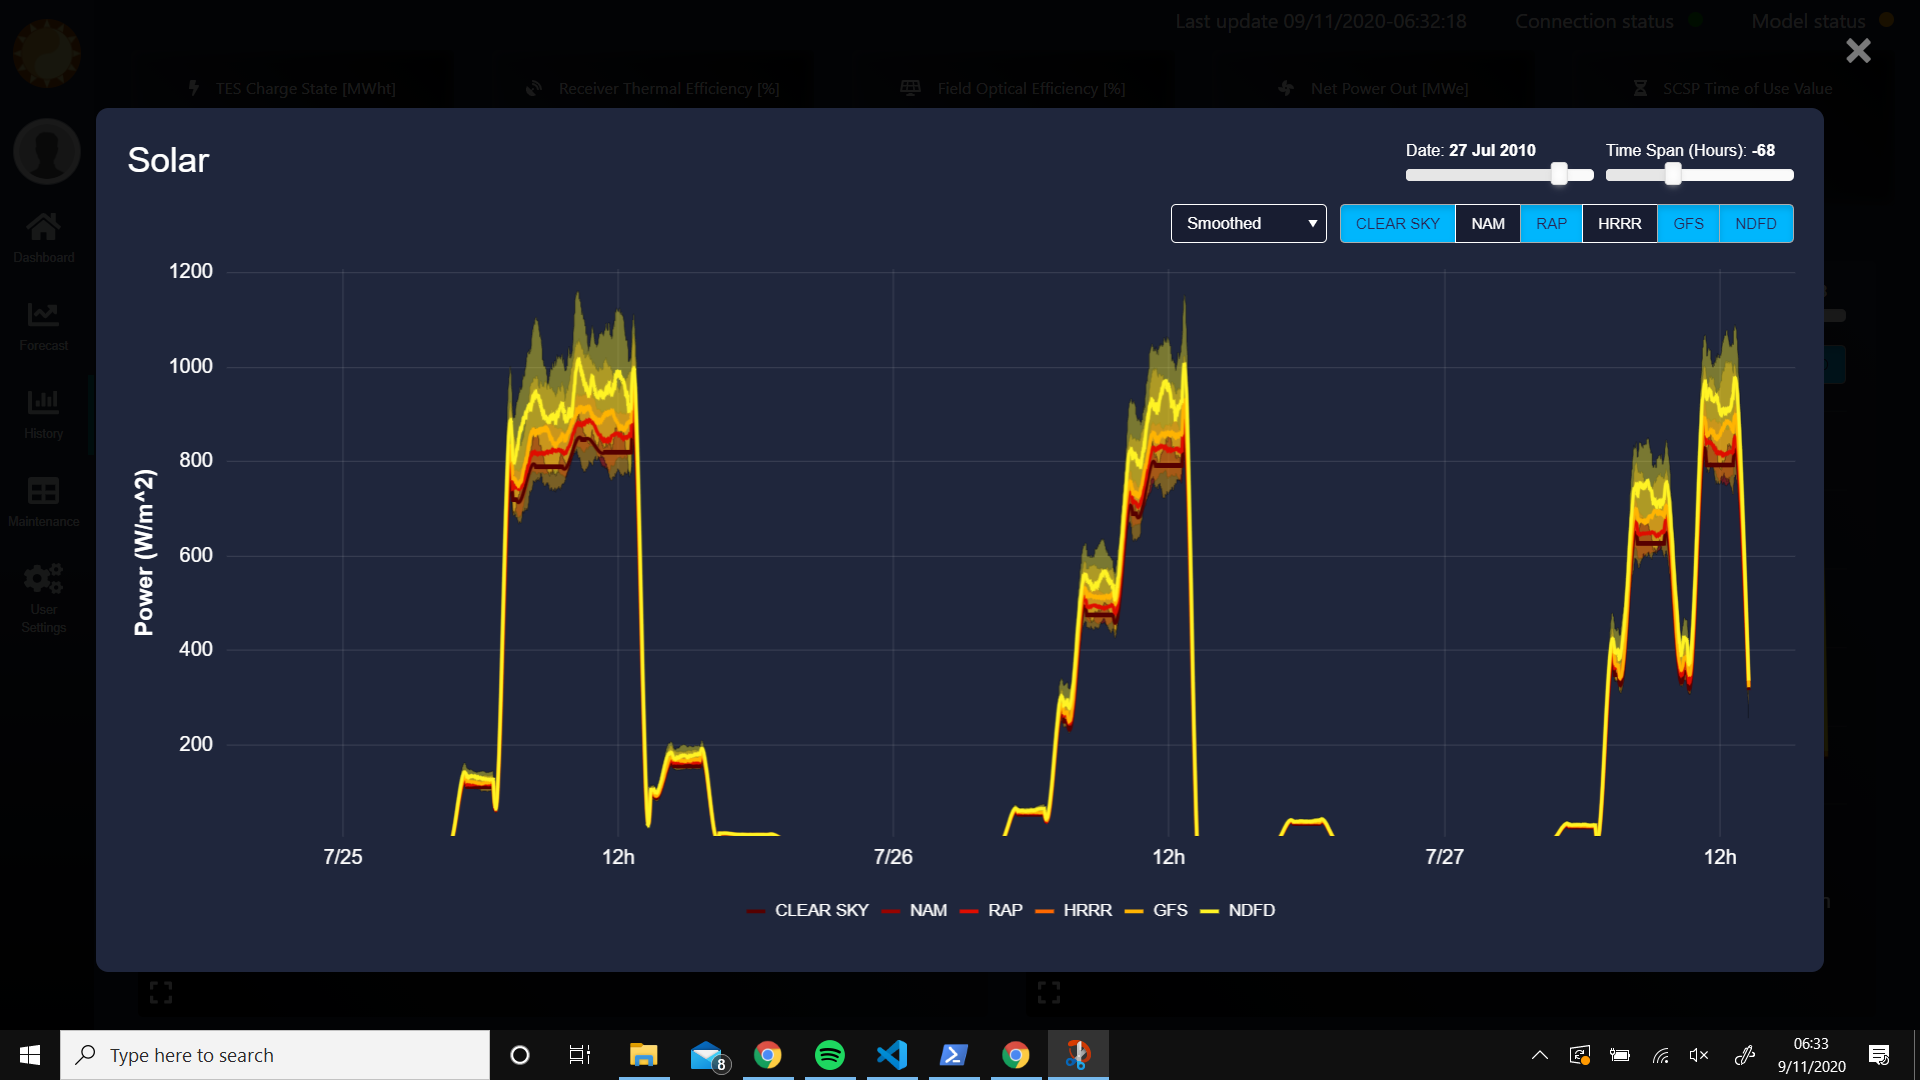 Last update 09/11/2020-06:32:18
Connection status
Model status
TES Charge State [MWht]
Receiver Thermal Efficiency [%]
Field Optical Efficiency [%]
Net Power Out [MWe]
SCSP Time of Use Value
Dashboard
Forecast
History
Maintenance
User
Settings
Solar
Date: 27 Jul 2010
Time Span (Hours): -68
Smoothed
CLEAR SKY
NAM
RAP
HRRR
GFS
NDFD
Power (W/m^2)
1200
1000
800
600
400
200
7/25
12h
7/26
12h
7/27
12h
CLEAR SKY
NAM
RAP
HRRR
GFS
NDFD
Type here to search
8
06:33
9/11/2020